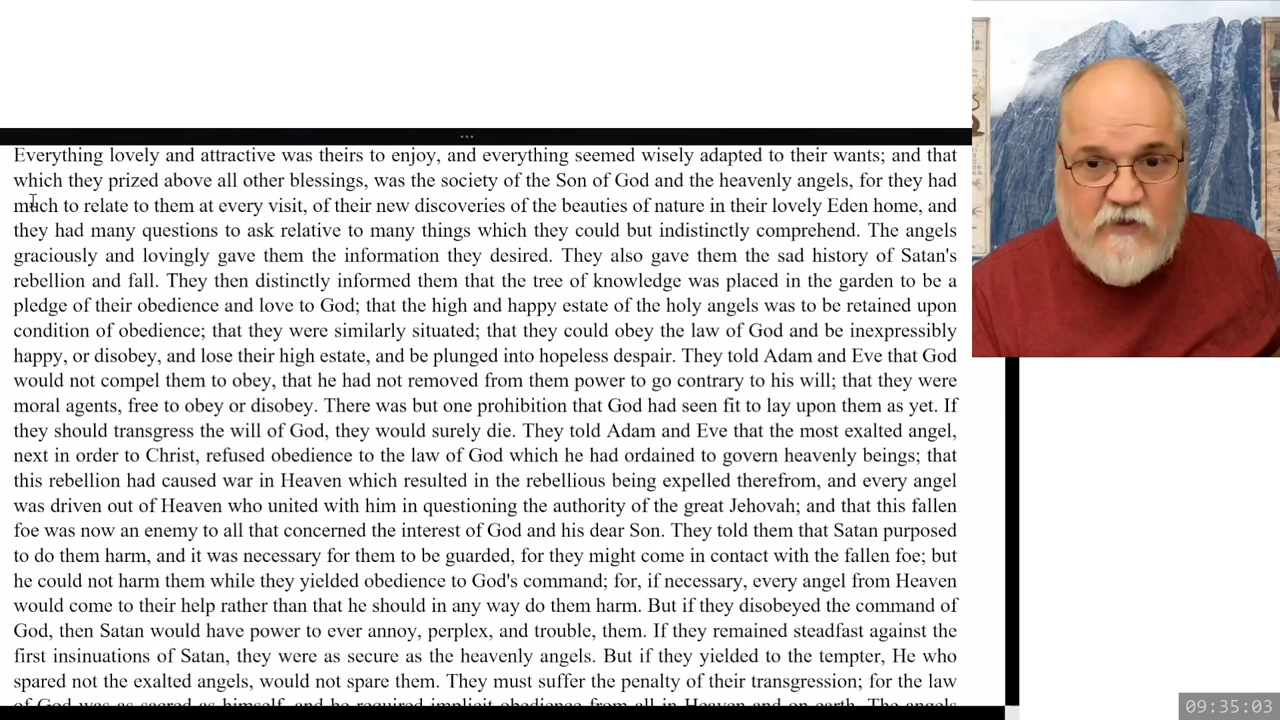 Everything lovely and attractive was theirs to enjoy, and everything seemed wisely adapted to their wants; and that
which they prized above all other blessings, was the society of the Son of God and the heavenly angels, for they had
much to relate to them at every visit, of their new discoveries of the beauties of nature in their lovely Eden home, and
they had many questions to ask relative to many things which they could but indistinctly comprehend. The angels
graciously and lovingly gave them the information they desired. They also gave them the sad history of Satan's
rebellion and fall. They then distinctly informed them that the tree of knowledge was placed in the garden to be a
pledge of their obedience and love to God; that the high and happy estate of the holy angels was to be retained upon
condition of obedience; that they were similarly situated; that they could obey the law of God and be inexpressibly
happy, or disobey, and lose their high estate, and be plunged into hopeless despair. They told Adam and Eve that God
would not compel them to obey, that he had not removed from them power to go contrary to his will; that they were
moral agents, free to obey or disobey. There was but one prohibition that God had seen fit to lay upon them as yet. If
they should transgress the will of God, they would surely die. They told Adam and Eve that the most exalted angel,
next in order to Christ, refused obedience to the law of God which he had ordained to govern heavenly beings; that
this rebellion had caused war in Heaven which resulted in the rebellious being expelled therefrom, and every angel
was driven out of Heaven who united with him in questioning the authority of the great Jehovah; and that this fallen
foe was now an enemy to all that concerned the interest of God and his dear Son. They told them that Satan purposed
to do them harm, and it was necessary for them to be guarded, for they might come in contact with the fallen foe; but
he could not harm them while they yielded obedience to God's command; for, if necessary, every angel from Heaven
would come to their help rather than that he should in any way do them harm. But if they disobeyed the command of
God, then Satan would have power to ever annoy, perplex, and trouble, them. If they remained steadfast against the
first insinuations of Satan, they were as secure as the heavenly angels. But if they yielded to the tempter, He who
spared not the exalted angels, would not spare them. They must suffer the penalty of their transgression; for the law
of God was as sacred as himself, and he required implicit obedience from all in Heaven and on earth. The angels
09:35:03